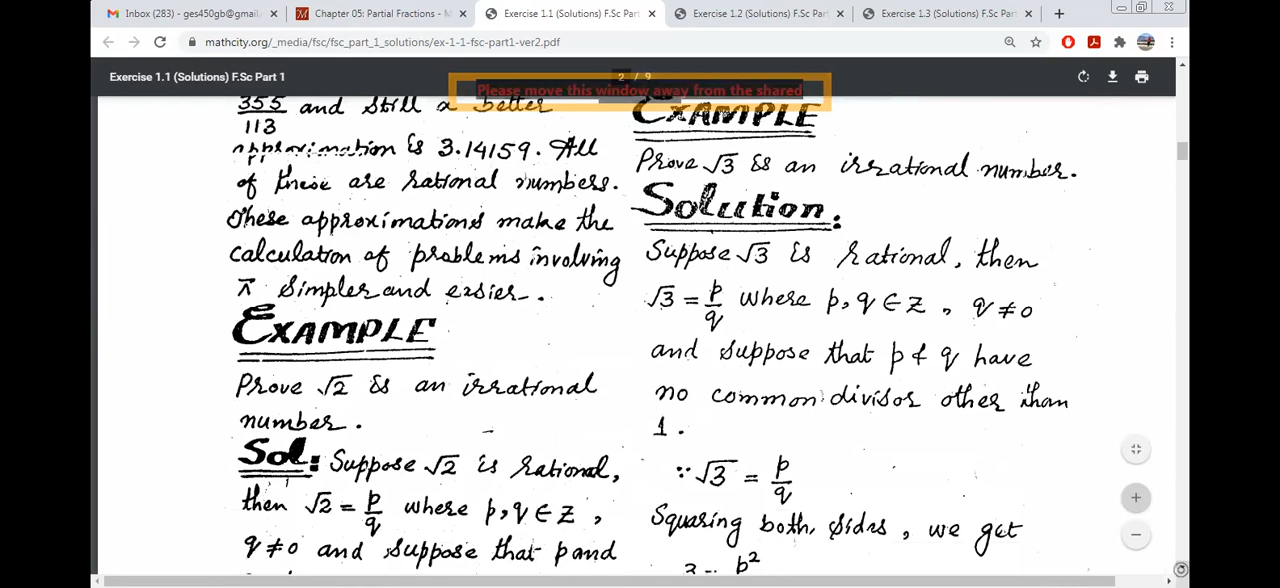 Inbox (283) - ges450gb@gmail.
Chapter 05: Partial Fractions - M
Exercise 1.1 (Solutions) F.Sc Part
Exercise 1.2 (Solutions) F.Sc Par
Exercise 1.3 (Solutions) F.Sc Par
mathcity.org/_media/fsc/fsc_part_1_solutions/ex-1-1-fsc-part1-ver2.pdf
Exercise 1.1 (Solutions) F.Sc Part 1
2 / 9
Please move this window away from the shared
355/113 and still a better
approximation is 3.14159. All
of these are rational numbers.
These approximations make the
calculation of problems involving
π simpler and easier.
EXAMPLE
Prove √2 is an irrational
number.
Sol: Suppose √2 is rational,
then √2 = p/q where p, q ∈ Z,
q ≠ 0 and suppose that p and
EXAMPLE
Prove √3 is an irrational number.
Solution:
Suppose √3 is rational, then
√3 = p/q where p, q ∈ Z, q ≠ 0
and suppose that p & q have
no common divisor other than
1.
∵ √3 = p/q
Squaring both sides, we get
3 = p²